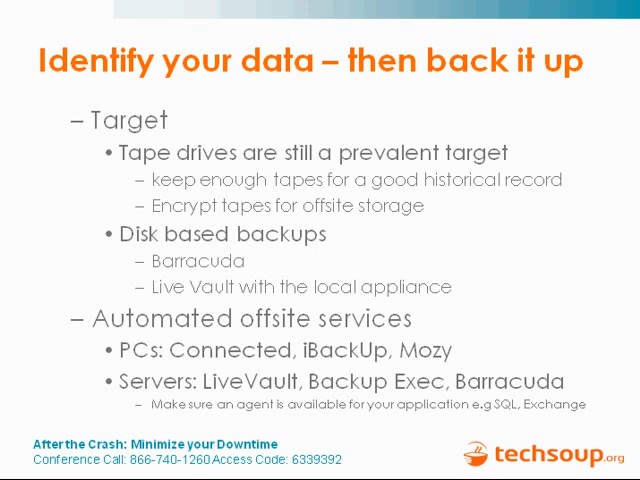 Identify your data – then back it up
– Target
• Tape drives are still a prevalent target
– keep enough tapes for a good historical record
– Encrypt tapes for offsite storage
• Disk based backups
– Barracuda
– Live Vault with the local appliance
– Automated offsite services
• PCs: Connected, iBackUp, Mozy
• Servers: LiveVault, Backup Exec, Barracuda
– Make sure an agent is available for your application e.g SQL, Exchange
After the Crash: Minimize your Downtime
Conference Call: 866-740-1260 Access Code: 6339392
techsoup.org